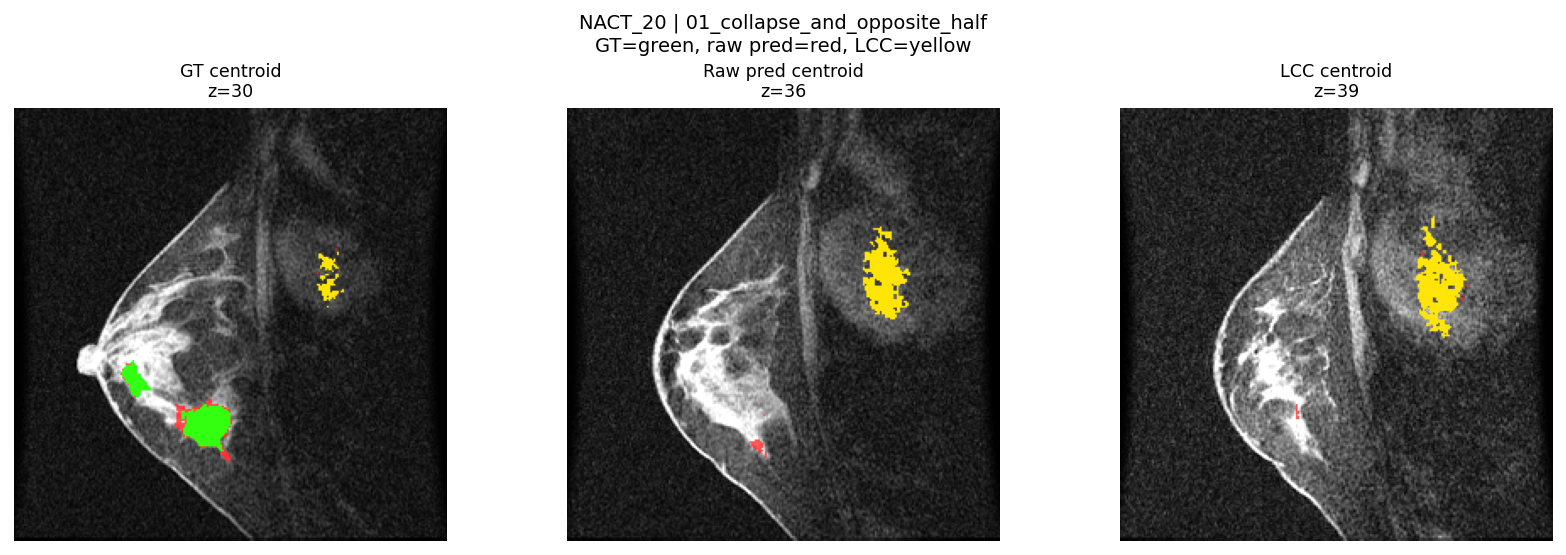 NACT_20 | 01_collapse_and_opposite_half
GT=green, raw pred=red, LCC=yellow
GT centroid
z=30
Raw pred centroid
z=36
LCC centroid
z=39